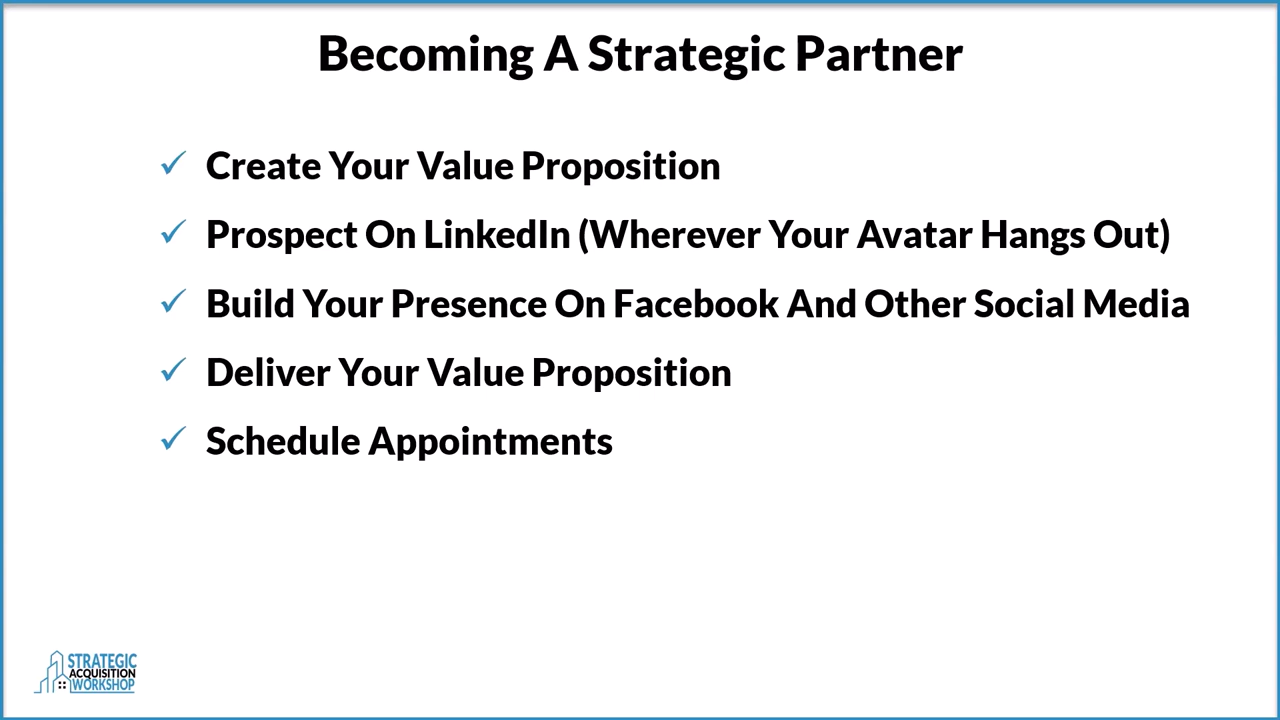 Becoming A Strategic Partner
Create Your Value Proposition
Prospect On LinkedIn (Wherever Your Avatar Hangs Out)
Build Your Presence On Facebook And Other Social Media
Deliver Your Value Proposition
Schedule Appointments
STRATEGIC
ACQUISITION
WORKSHOP